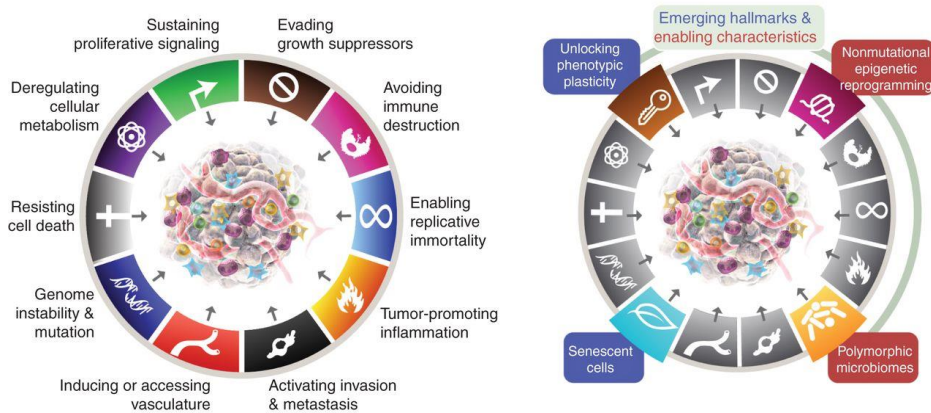 Sustaining
proliferative signaling
Evading
growth suppressors
Deregulating
cellular
metabolism
Avoiding
immune
destruction
Resisting
cell death
Enabling
replicative
immortality
Genome
instability &
mutation
Tumor-promoting
inflammation
Inducing or accessing
vasculature
Activating invasion
& metastasis
Emerging hallmarks &
enabling characteristics
Unlocking
phenotypic
plasticity
Nonmutational
epigenetic
reprogramming
Senescent
cells
Polymorphic
microbiomes